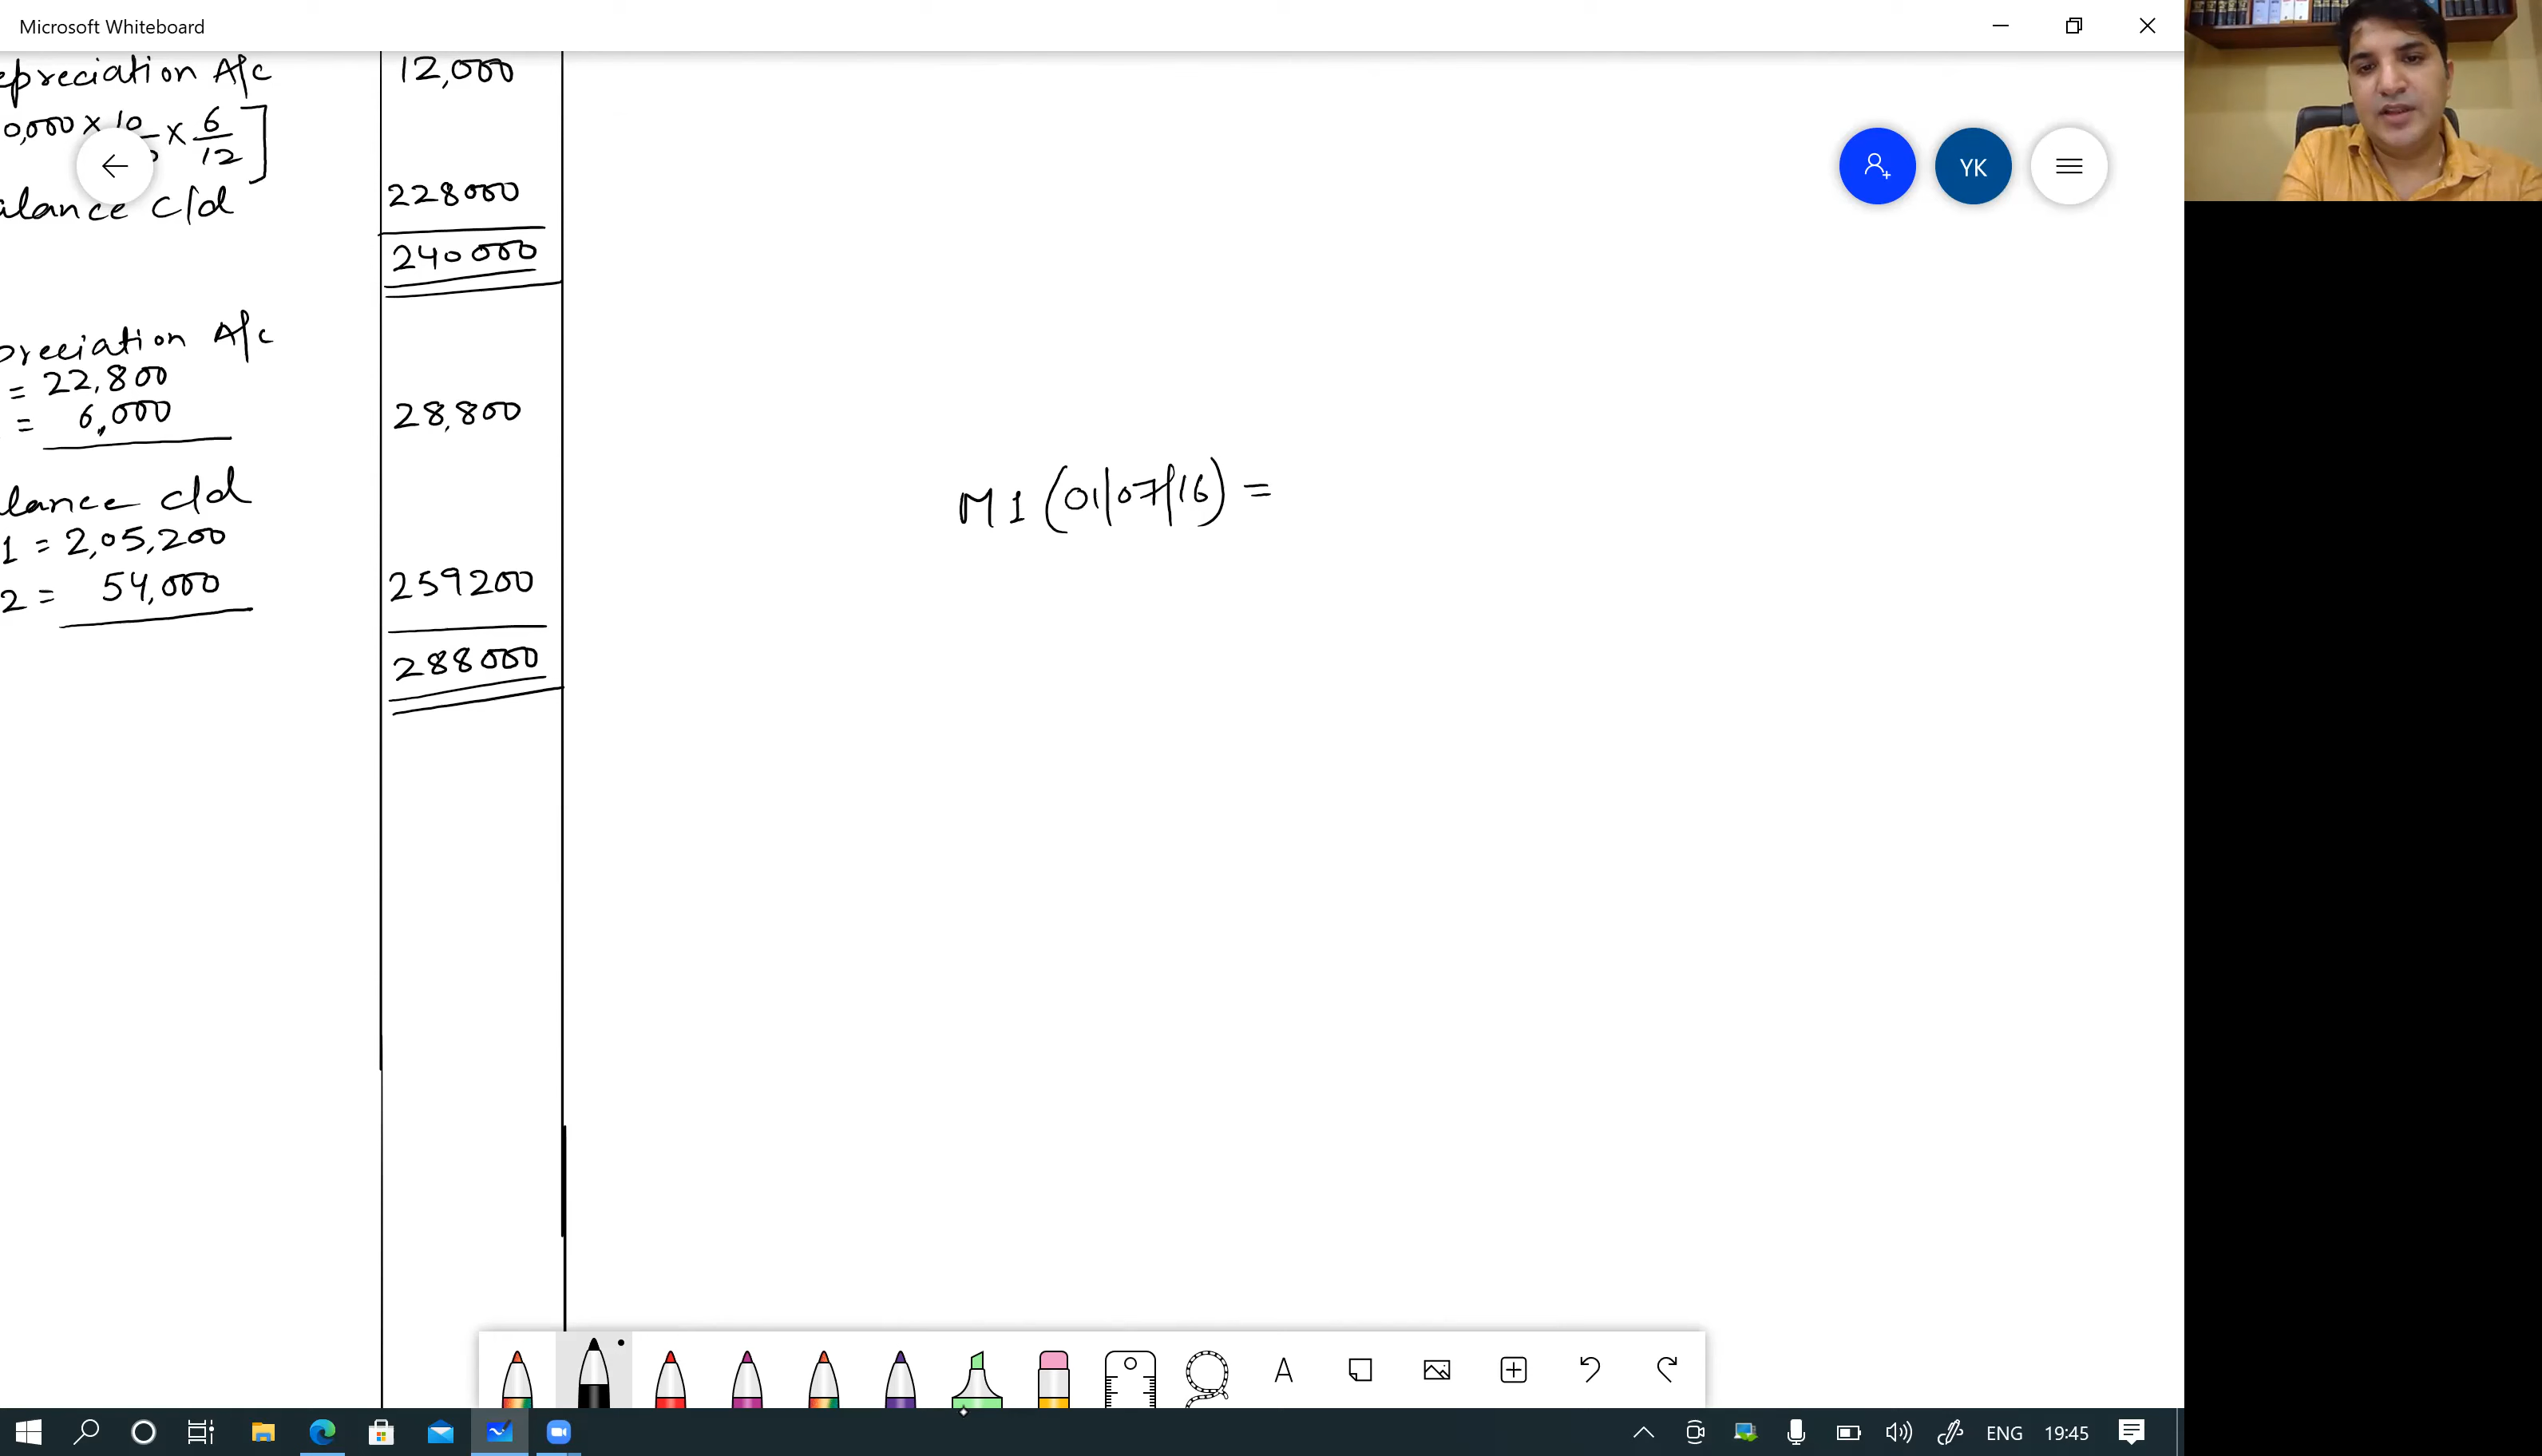 Microsoft Whiteboard
epreciation A/c 12,000
0,000 × 10 × 6/12]
alance c/d 228000
240000
preciation A/c
= 22,800
= 6,000 28,800
lance c/d
1 = 2,05,200
2 = 54,000 259200
288000
M1 (01/07/16) =
YK
A
ENG 19:45